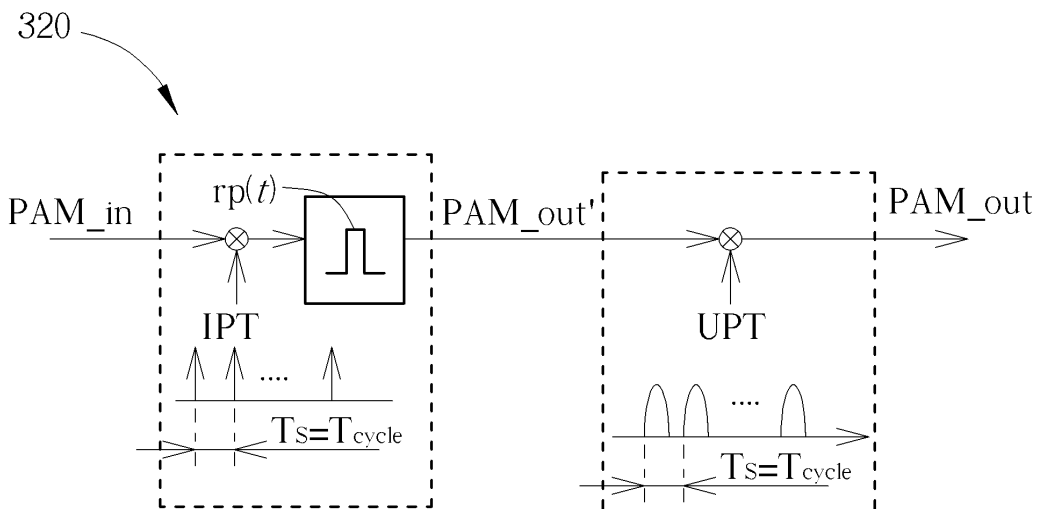 320
rp(t)
PAM_in
PAM_out'
PAM_out
IPT
UPT
....
Ts=Tcycle
....
Ts=Tcycle